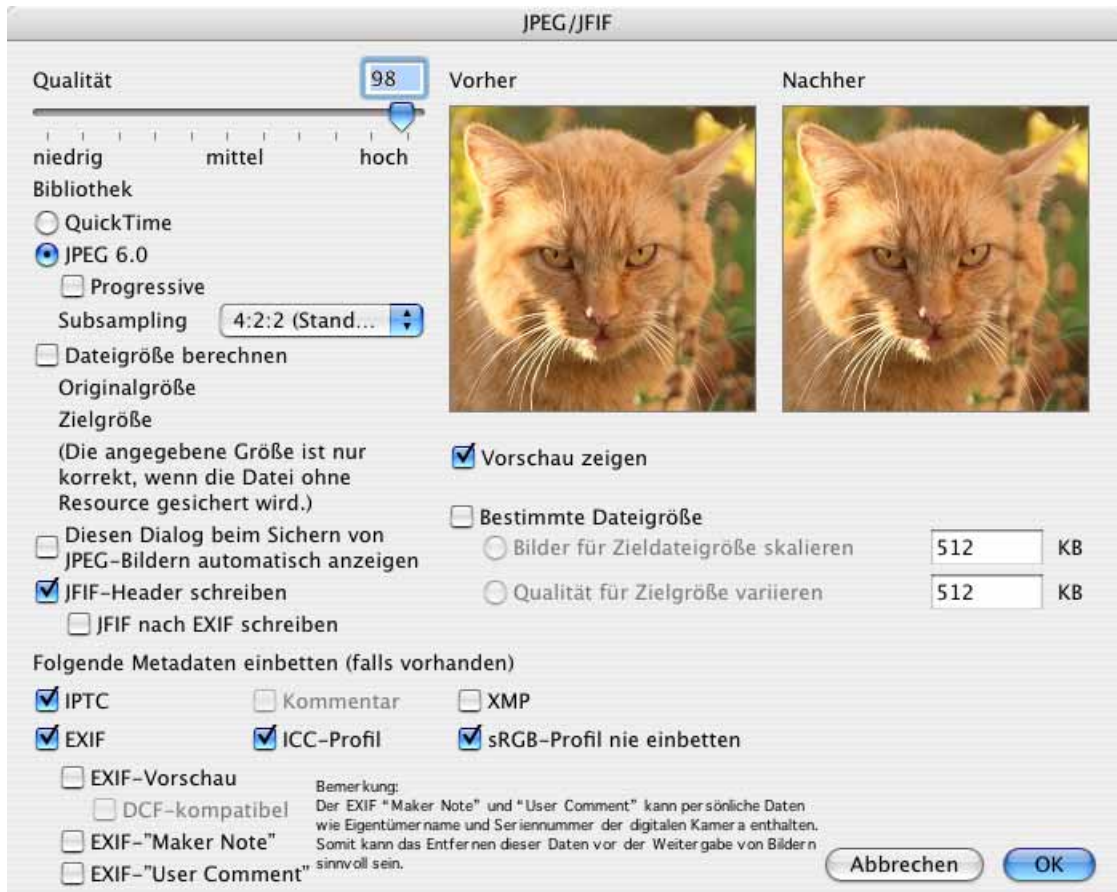 JPEG/JFIF
Qualität
98
niedrig mittel hoch
Bibliothek
QuickTime
JPEG 6.0
Progressive
Subsampling 4:2:2 (Stand...
Dateigröße berechnen
Originalgröße
Zielgröße
(Die angegebene Größe ist nur
korrekt, wenn die Datei ohne
Resource gesichert wird.)
Diesen Dialog beim Sichern von
JPEG-Bildern automatisch anzeigen
JFIF-Header schreiben
JFIF nach EXIF schreiben
Vorher
Nachher
Vorschau zeigen
Bestimmte Dateigröße
Bilder für Zieldateigröße skalieren 512 KB
Qualität für Zielgröße variieren 512 KB
Folgende Metadaten einbetten (falls vorhanden)
IPTC Kommentar XMP
EXIF ICC-Profil sRGB-Profil nie einbetten
EXIF-Vorschau
DCF-kompatibel
EXIF-"Maker Note"
EXIF-"User Comment"
Bemerkung:
Der EXIF "Maker Note" und "User Comment" kann persönliche Daten
wie Eigentümername und Seriennummer der digitalen Kamera enthalten.
Somit kann das Entfernen dieser Daten vor der Weitergabe von Bildern
sinnvoll sein.
Abbrechen OK